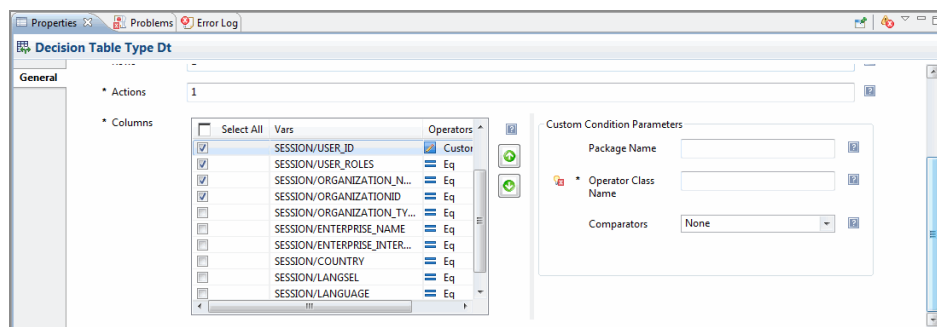 Properties Problems Error Log
Decision Table Type Dt
General
* Actions 1
* Columns
Select All Vars Operators
SESSION/USER_ID Custor
SESSION/USER_ROLES Eq
SESSION/ORGANIZATION_N... Eq
SESSION/ORGANIZATIONID Eq
SESSION/ORGANIZATION_TY... Eq
SESSION/ENTERPRISE_NAME Eq
SESSION/ENTERPRISE_INTER... Eq
SESSION/COUNTRY Eq
SESSION/LANGSEL Eq
SESSION/LANGUAGE Eq
Custom Condition Parameters
Package Name
* Operator Class
Name
Comparators None